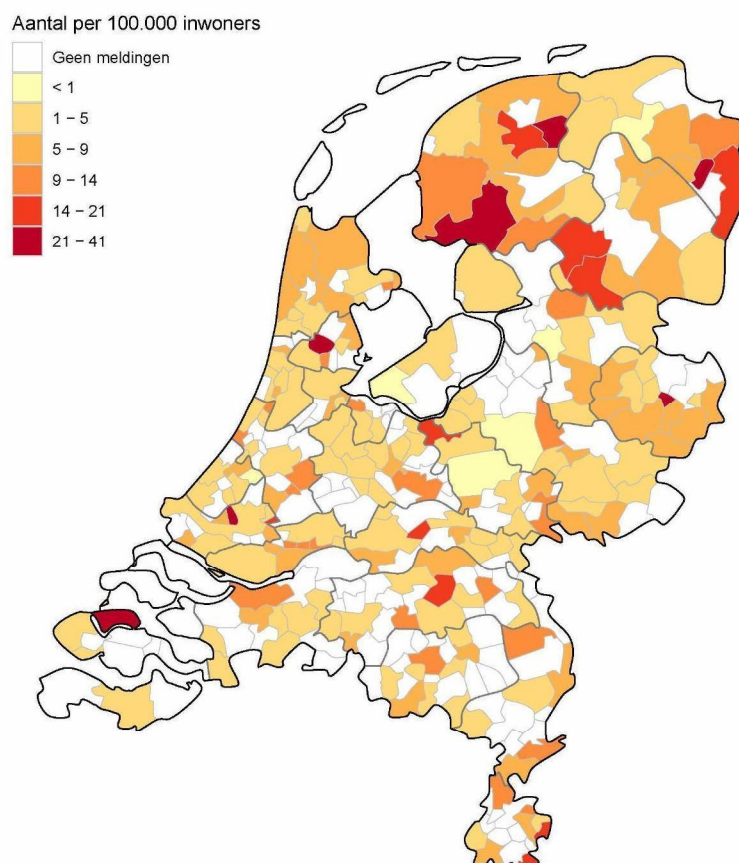 Aantal per 100.000 inwoners
Geen meldingen
< 1
1 – 5
5 – 9
9 – 14
14 – 21
21 – 41